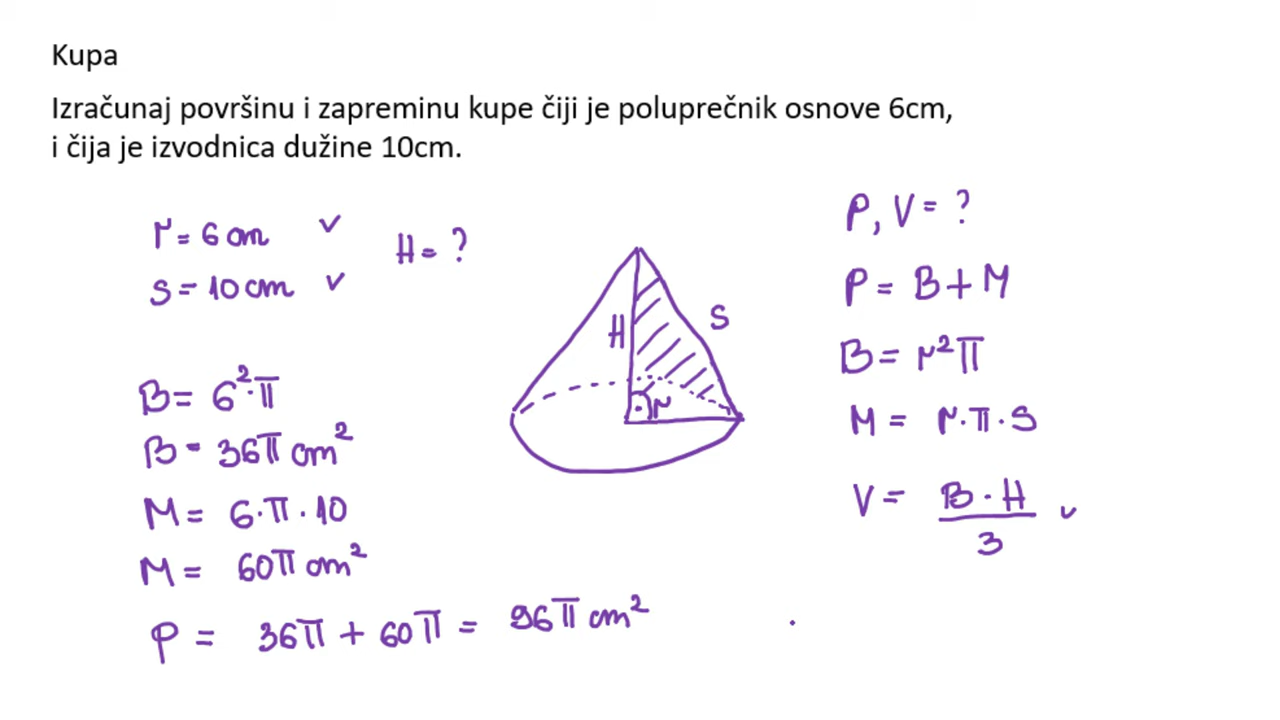 Kupa
Izračunaj površinu i zapreminu kupe čiji je poluprečnik osnove 6cm,
i čija je izvodnica dužine 10cm.
r = 6 cm ✓
s = 10 cm ✓
H = ?
B = 6²·π
B = 36π cm²
M = 6·π·10
M = 60π cm²
P = 36π + 60π = 96π cm²
H
s
r
P, V = ?
P = B + M
B = r²π
M = r·π·s
V = B·H / 3 ✓